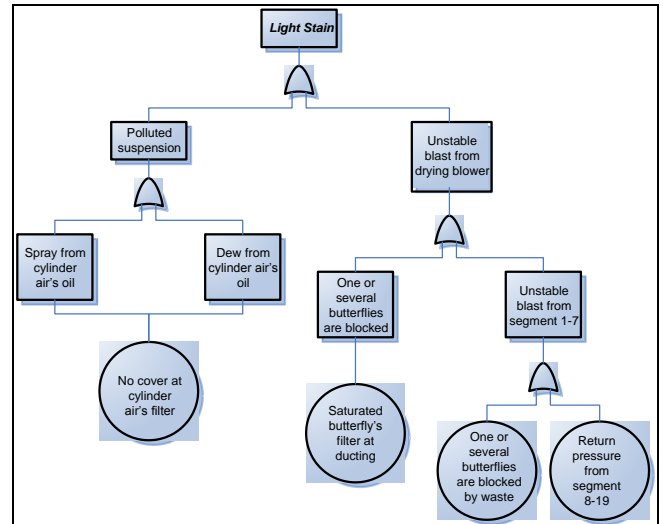 Light Stain
Polluted
suspension
Unstable
blast from
drying blower
Spray from
cylinder
air's oil
Dew from
cylinder air's
oil
One or
several
butterflies
are blocked
Unstable
blast from
segment 1-7
No cover at
cylinder
air's filter
Saturated
butterfly's
filter at
ducting
One or
several
butterflies
are blocked
by waste
Return
pressure
from
segment
8-19